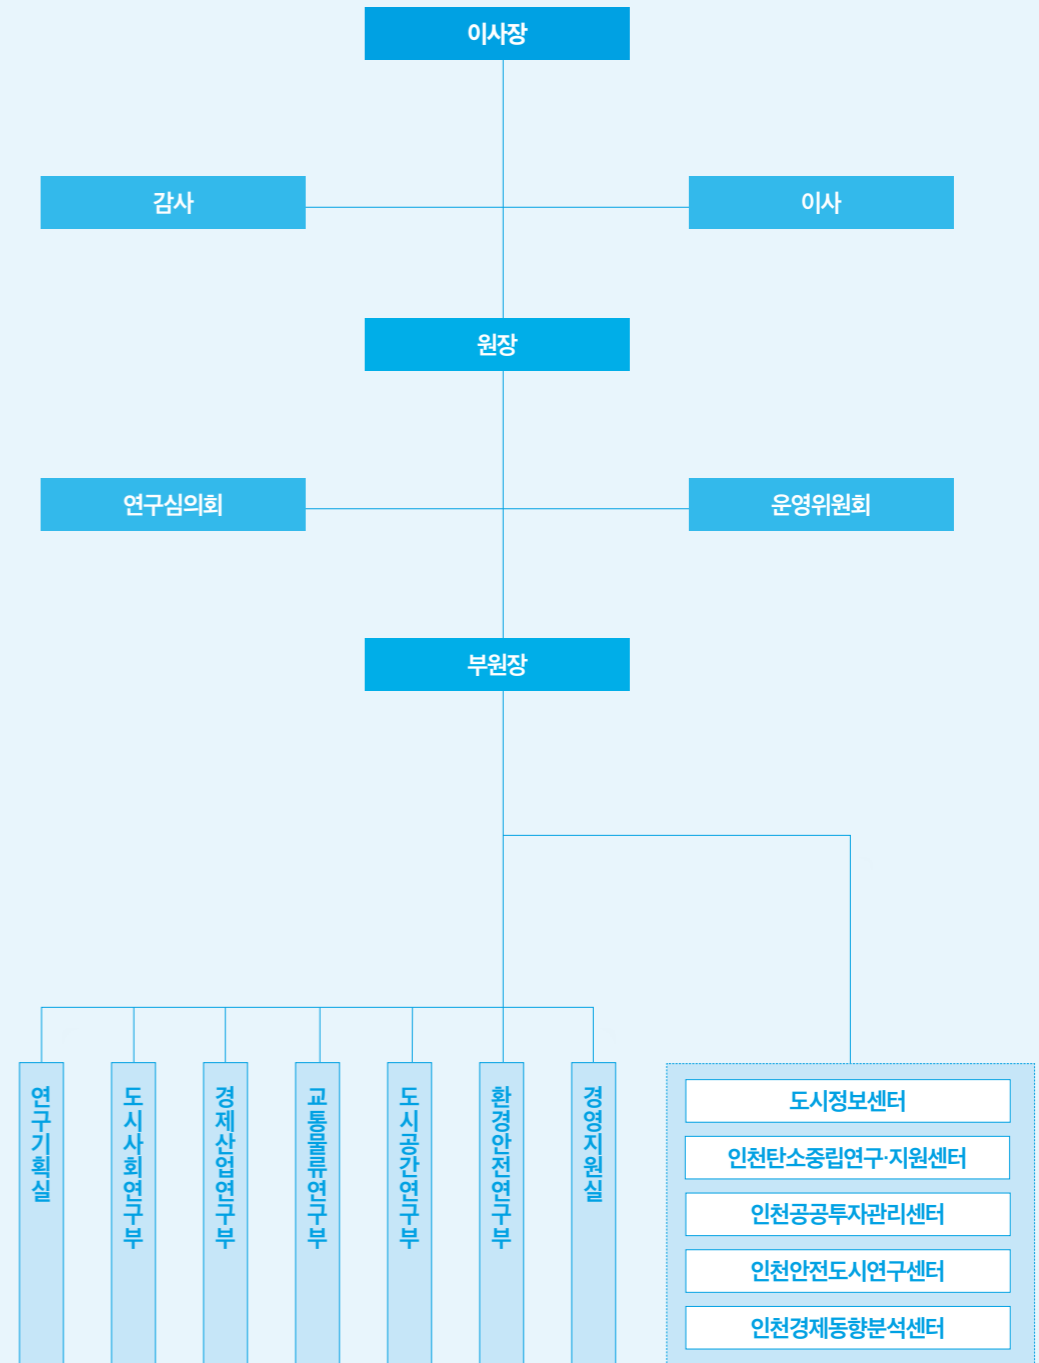 이사장
감사
이사
원장
연구심의회
운영위원회
부원장
연구기획실
도시사회연구부
경제산업연구부
교통물류연구부
도시공간연구부
환경안전연구부
경영지원실
도시정보센터
인천탄소중립연구·지원센터
인천공공투자관리센터
인천안전도시연구센터
인천경제동향분석센터